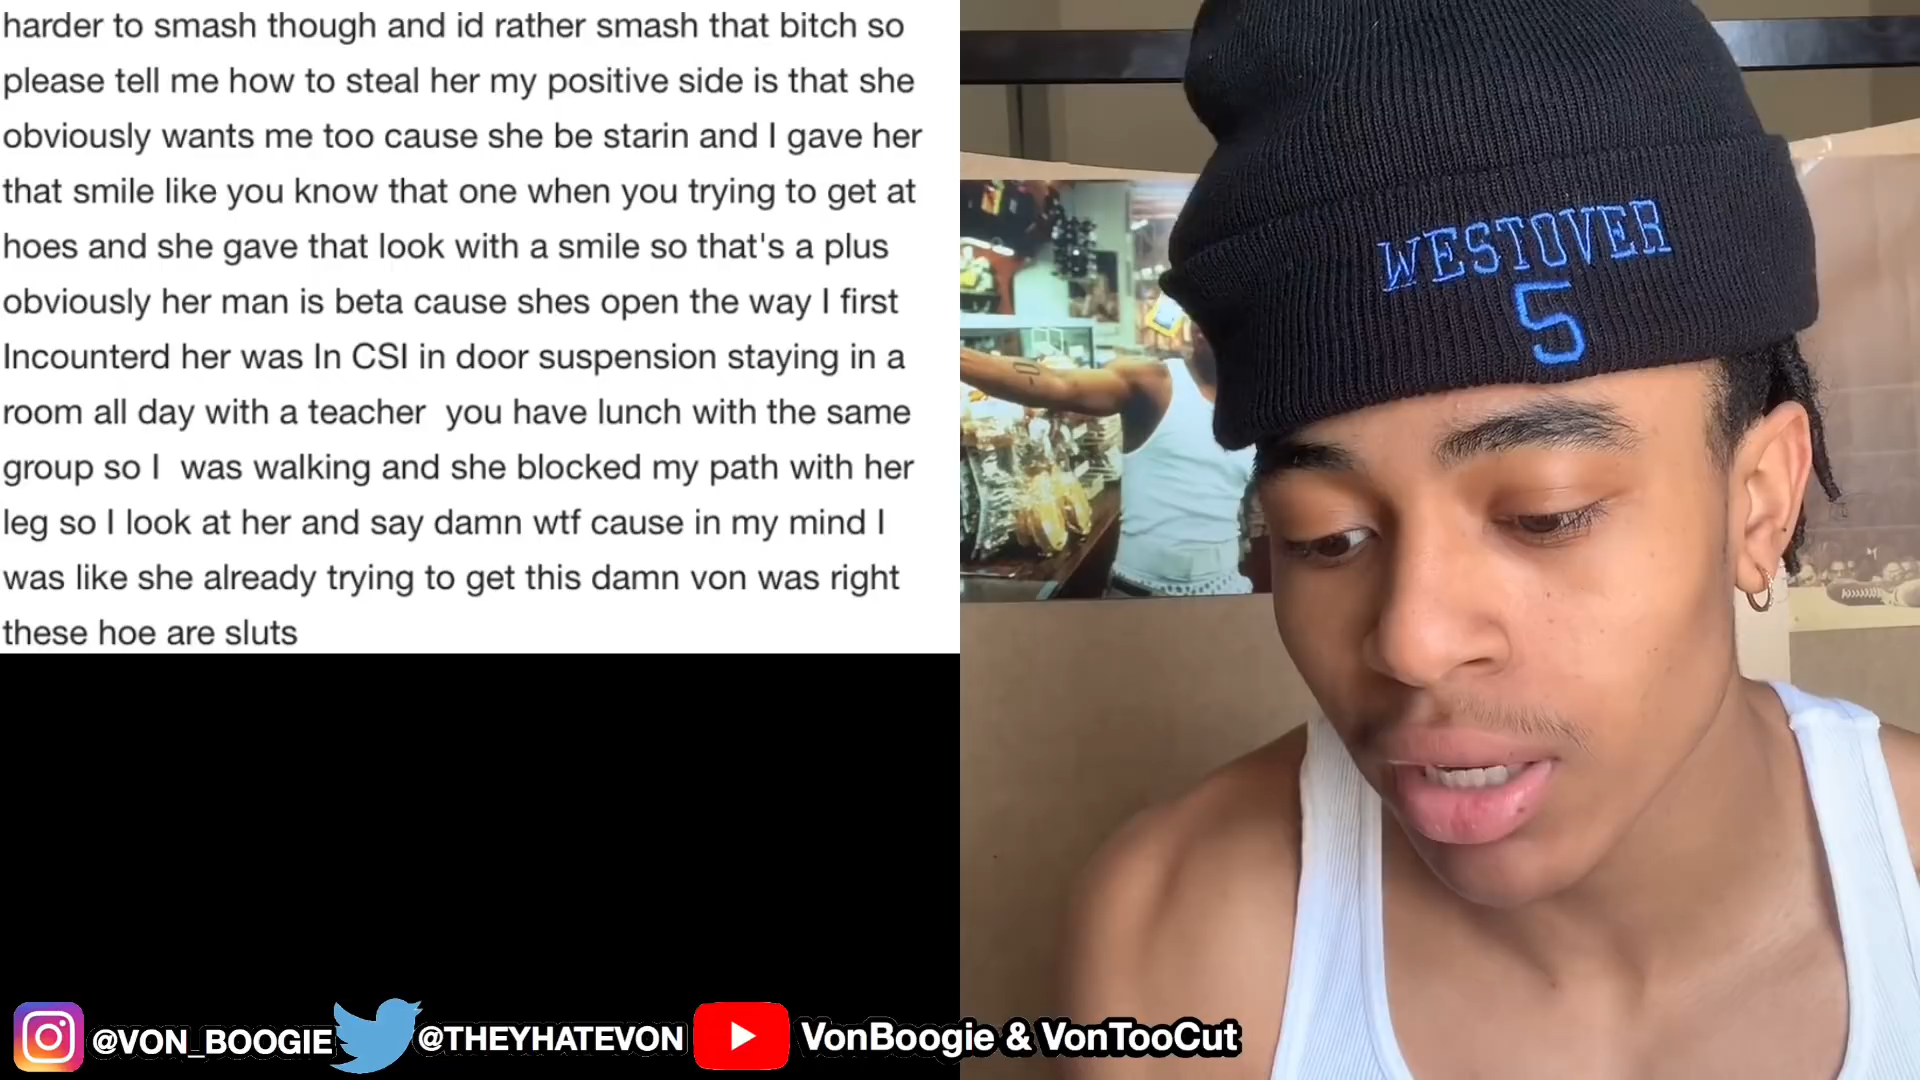 harder to smash though and id rather smash that bitch so
please tell me how to steal her my positive side is that she
obviously wants me too cause she be starin and I gave her
that smile like you know that one when you trying to get at
hoes and she gave that look with a smile so that's a plus
obviously her man is beta cause shes open the way I first
Incounterd her was In CSI in door suspension staying in a
room all day with a teacher  you have lunch with the same
group so I  was walking and she blocked my path with her
leg so I look at her and say damn wtf cause in my mind I
was like she already trying to get this damn von was right
these hoe are sluts
WESTOVER
5
@VON_BOOGIE @THEYHATEVON VonBoogie & VonTooCut